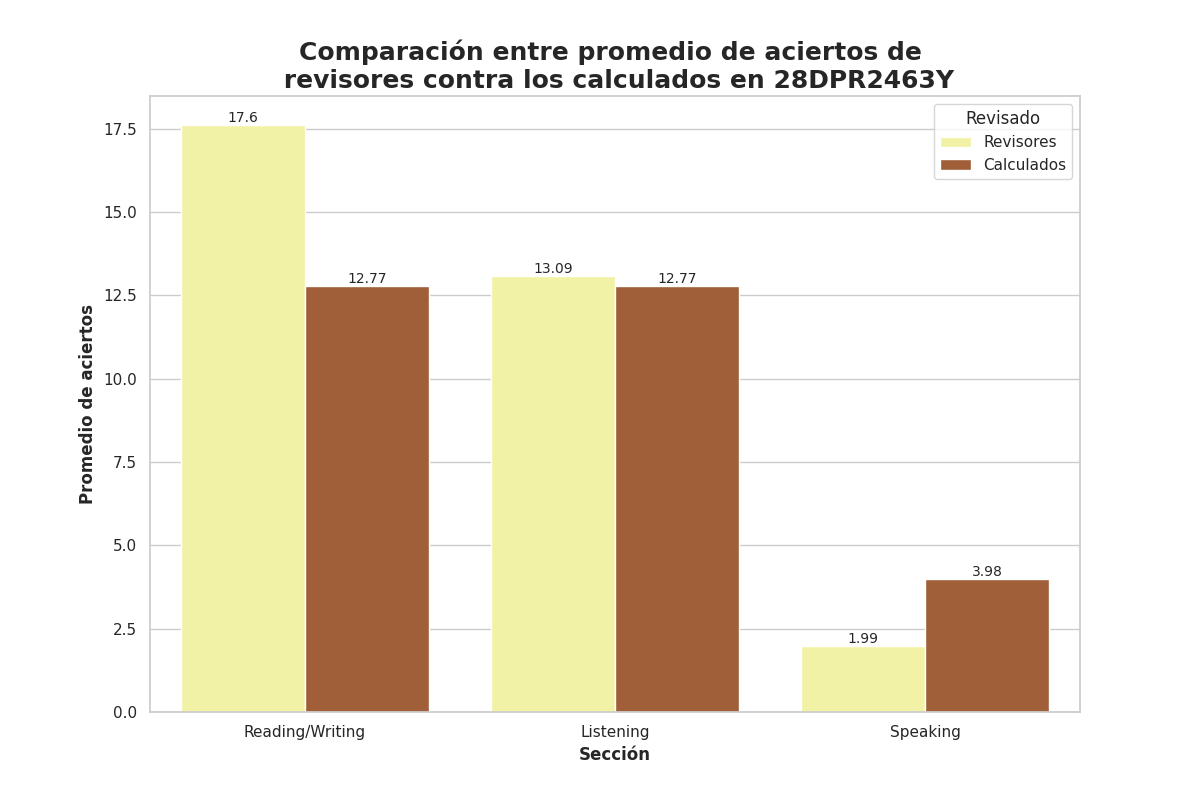 Comparación entre promedio de aciertos de
revisores contra los calculados en 28DPR2463Y
Revisado
Revisores
Calculados
Promedio de aciertos
17.5
15.0
12.5
10.0
7.5
5.0
2.5
0.0
17.6
12.77
13.09
12.77
1.99
3.98
Reading/Writing
Listening
Speaking
Sección